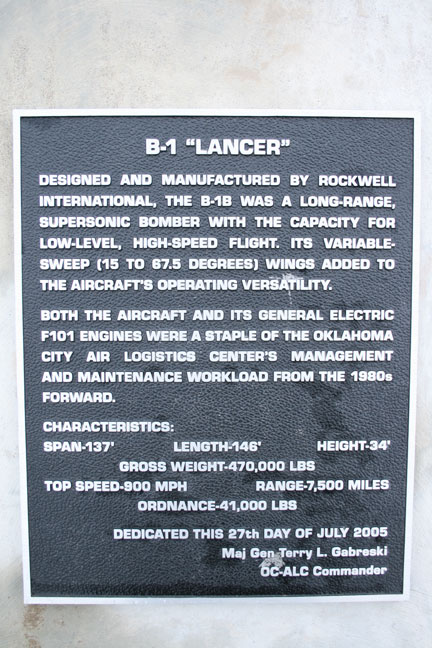 B-1 "LANCER"
DESIGNED AND MANUFACTURED BY ROCKWELL
INTERNATIONAL, THE B-1B WAS A LONG-RANGE,
SUPERSONIC BOMBER WITH THE CAPACITY FOR
LOW-LEVEL, HIGH-SPEED FLIGHT. ITS VARIABLE-
SWEEP (15 TO 67.5 DEGREES) WINGS ADDED TO
THE AIRCRAFT'S OPERATING VERSATILITY.
BOTH THE AIRCRAFT AND ITS GENERAL ELECTRIC
F101 ENGINES WERE A STAPLE OF THE OKLAHOMA
CITY AIR LOGISTICS CENTER'S MANAGEMENT
AND MAINTENANCE WORKLOAD FROM THE 1980s
FORWARD.
CHARACTERISTICS:
SPAN-137' LENGTH-146' HEIGHT-34'
GROSS WEIGHT-470,000 LBS
TOP SPEED-900 MPH RANGE-7,500 MILES
ORDNANCE-41,000 LBS
DEDICATED THIS 27th DAY OF JULY 2005
Maj Gen Terry L. Gabreski
OC-ALC Commander